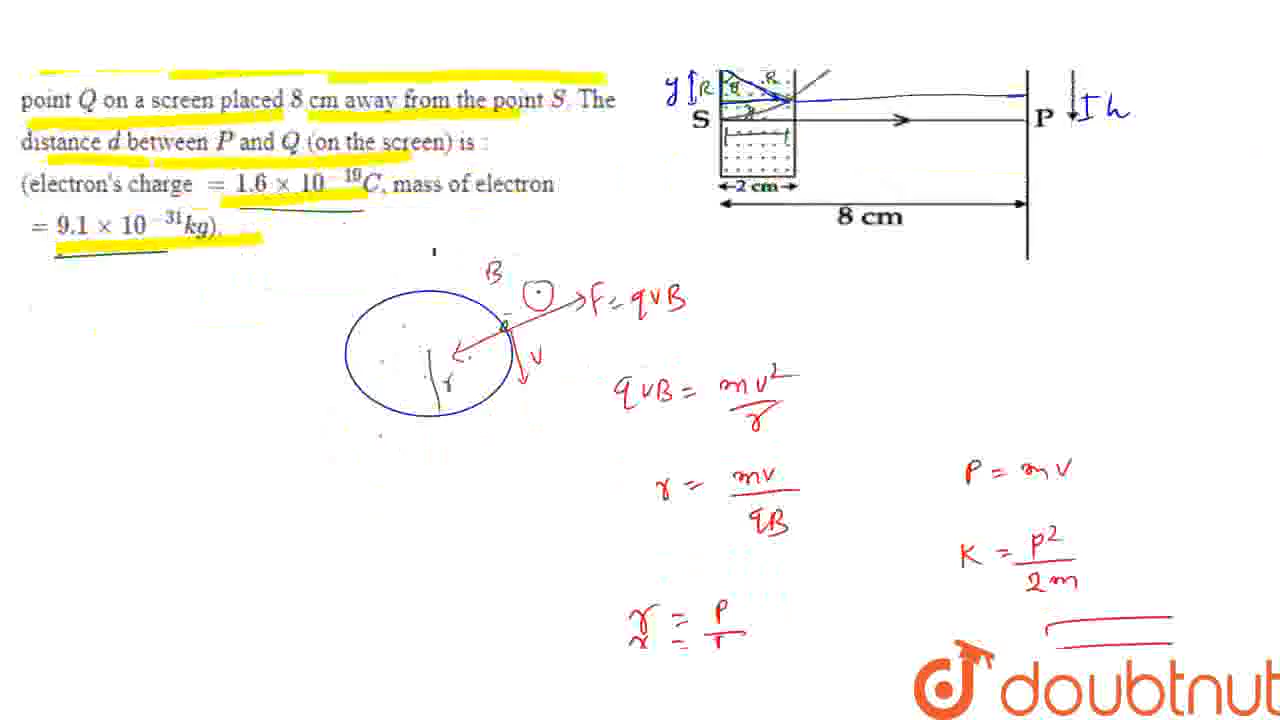 point Q on a screen placed 8 cm away from the point S. The
distance d between P and Q (on the screen) is :
(electron's charge = 1.6 × 10⁻¹⁹C, mass of electron
= 9.1 × 10⁻³¹kg).
y R θ R
S P h
2 cm
8 cm
B
F = qvB
v
r
qvB = mv²/r
r = mv/qB
P = mv
K = p²/2m
r = p
doubtnut